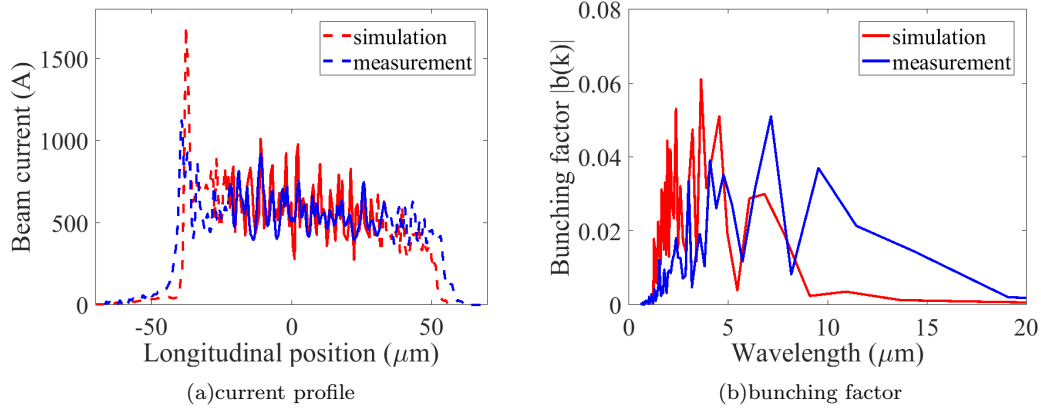 1500
1000
500
0
Beam current (A)
simulation
measurement
-50
0
50
Longitudinal position (μm)
(a)current profile
0.08
0.06
0.04
0.02
0
Bunching factor |b(k)|
simulation
measurement
0
5
10
15
20
Wavelength (μm)
(b)bunching factor